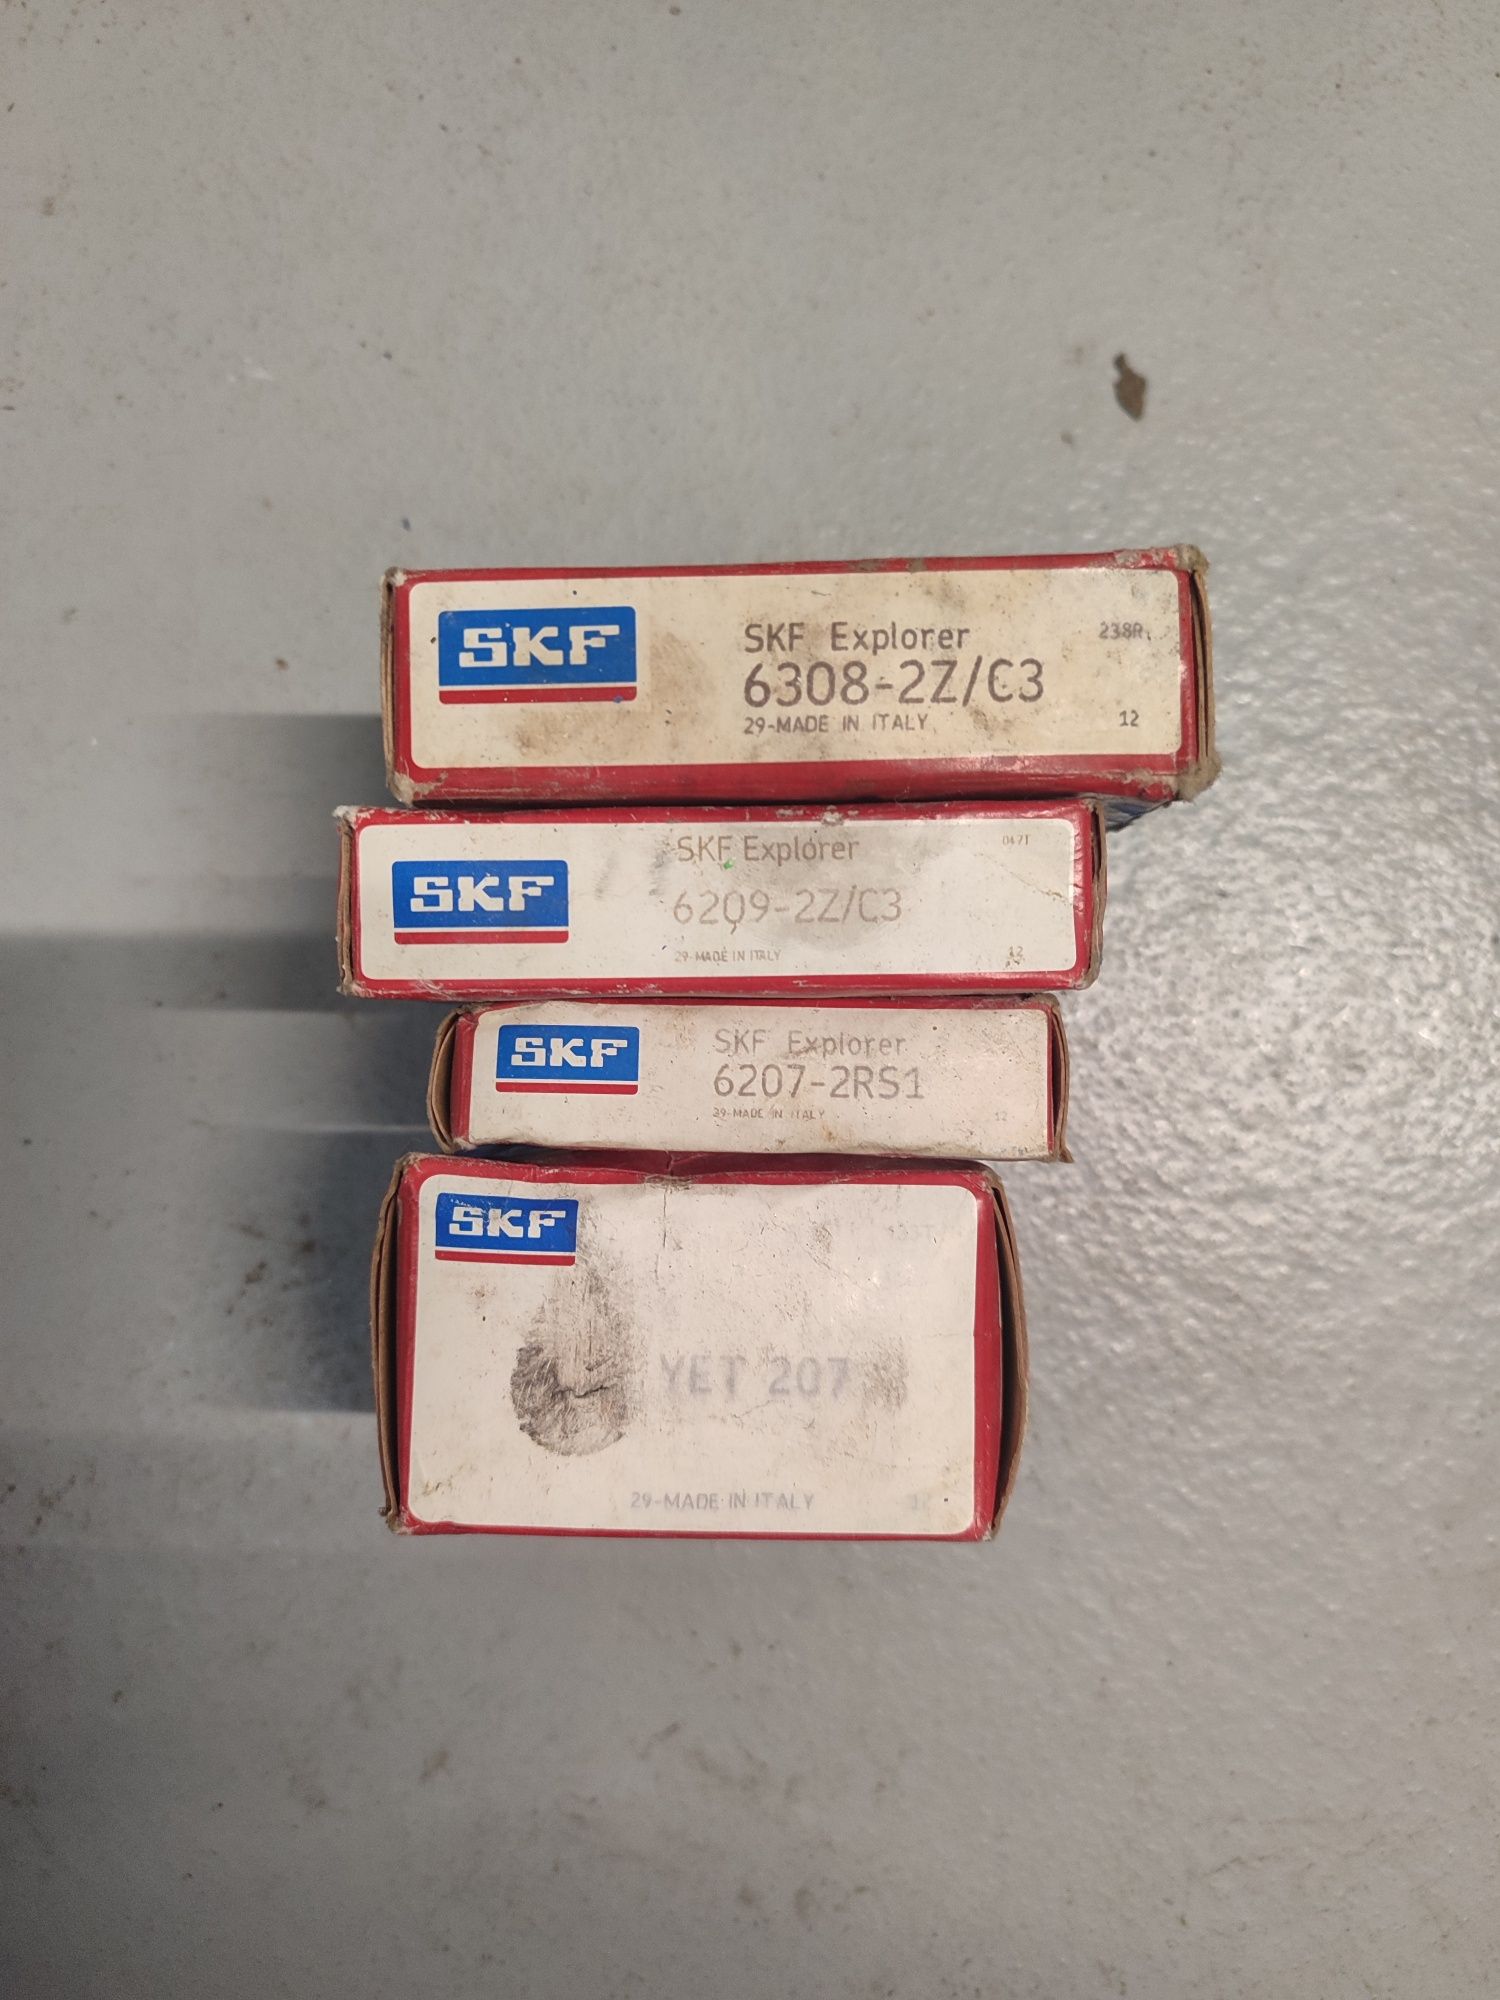 SKF
SKF Explorer
238R
6308-2Z/C3
29-MADE IN ITALY
12
SKF
SKF Explorer
047T
6209-2Z/C3
29-MADE IN ITALY
12
SKF
SKF Explorer
6207-2RS1
29-MADE IN ITALY
12
SKF
YET 207
29-MADE IN ITALY
12